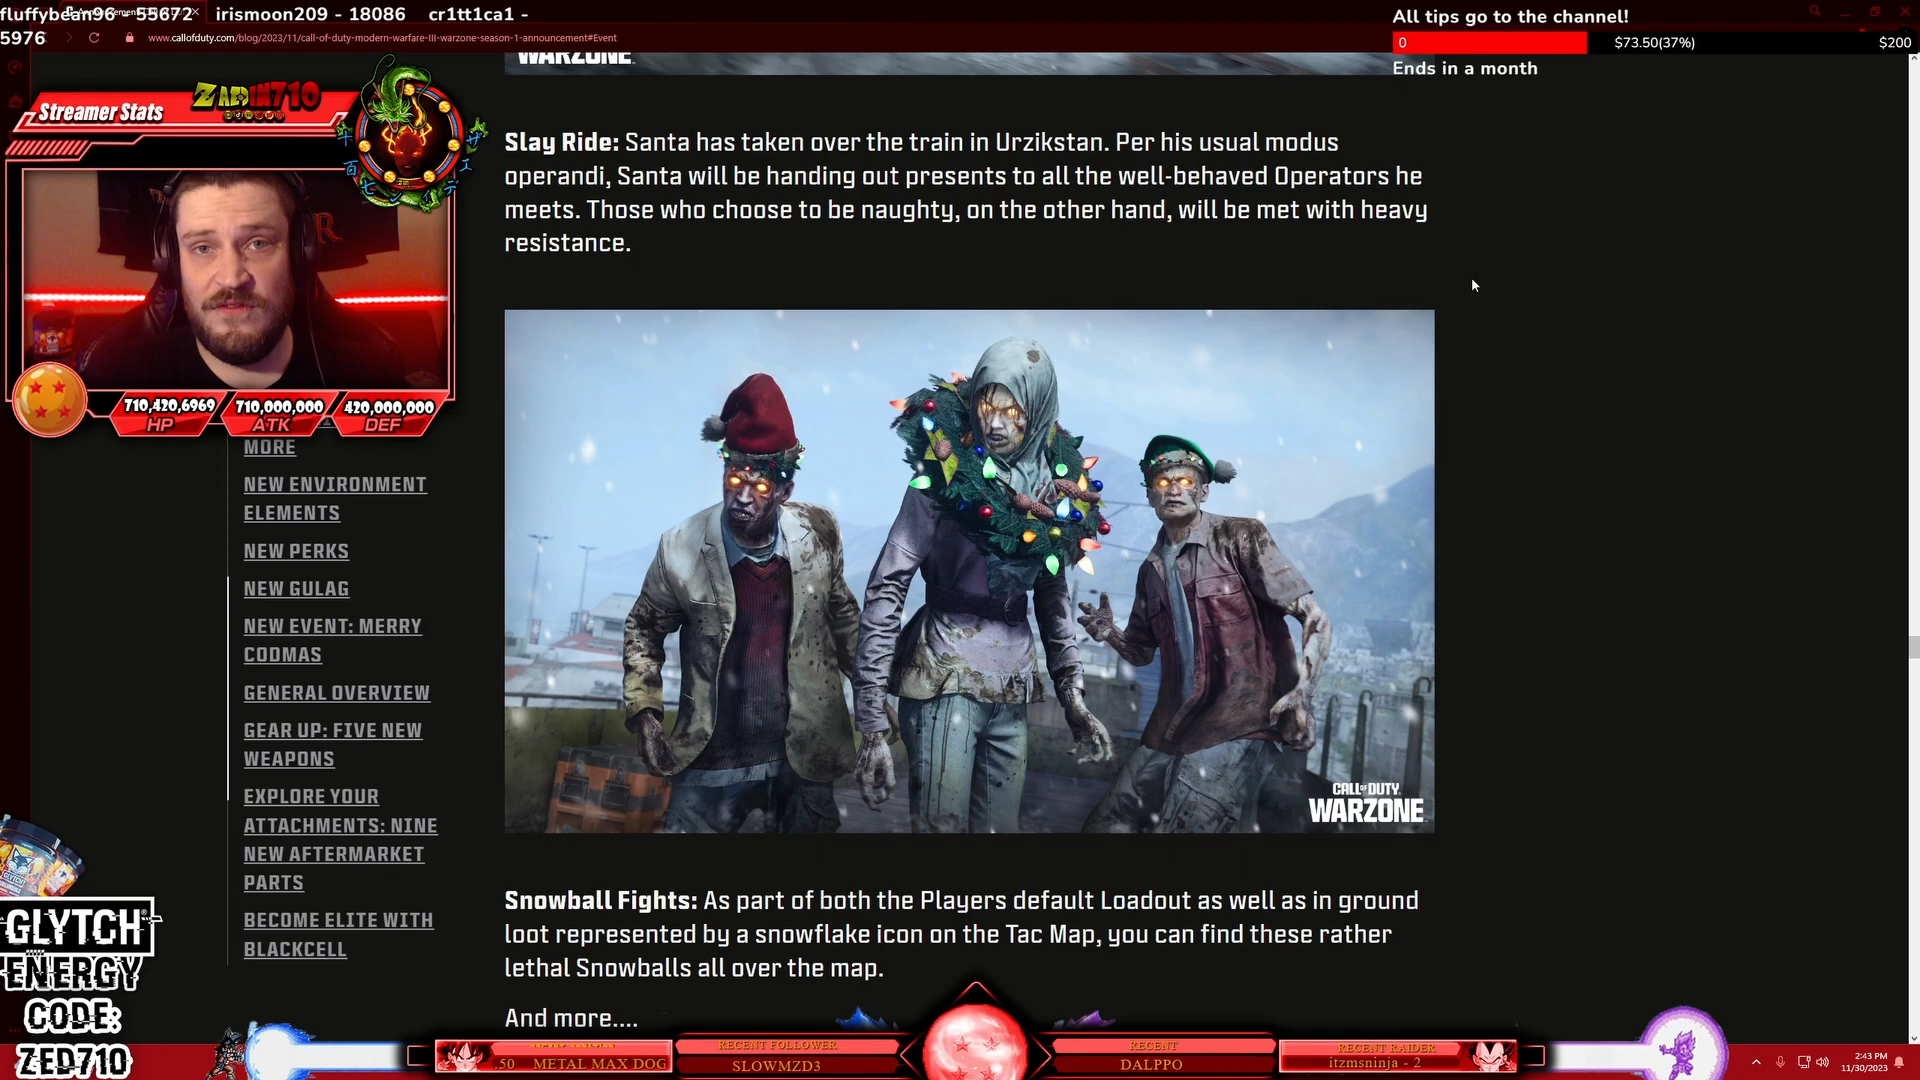 fluffybean96 - 55672 irismoon209 - 18086 cr1tt1ca1 -
5976
www.callofduty.com/blog/2023/11/call-of-duty-modern-warfare-III-warzone-season-1-announcement#Event
All tips go to the channel!
0 $73.50(37%) $200
Ends in a month
WARZONE
Streamer Stats
ZEDIN710
710,420,6969 710,000,000 420,000,000
HP ATK DEF
Slay Ride: Santa has taken over the train in Urzikstan. Per his usual modus
operandi, Santa will be handing out presents to all the well-behaved Operators he
meets. Those who choose to be naughty, on the other hand, will be met with heavy
resistance.
MORE
NEW ENVIRONMENT
ELEMENTS
NEW PERKS
NEW GULAG
NEW EVENT: MERRY
CODMAS
GENERAL OVERVIEW
GEAR UP: FIVE NEW
WEAPONS
EXPLORE YOUR
ATTACHMENTS: NINE
NEW AFTERMARKET
PARTS
BECOME ELITE WITH
BLACKCELL
CALL OF DUTY
WARZONE
Snowball Fights: As part of both the Players default Loadout as well as in ground
loot represented by a snowflake icon on the Tac Map, you can find these rather
lethal Snowballs all over the map.
And more....
GLYTCH
ENERGY
CODE:
ZED710
.50 METAL MAX DOG
RECENT FOLLOWER
SLOWMZD3
RECENT
DALPPO
RECENT RAIDER
itzmsninja - 2
2:43 PM
11/30/2023